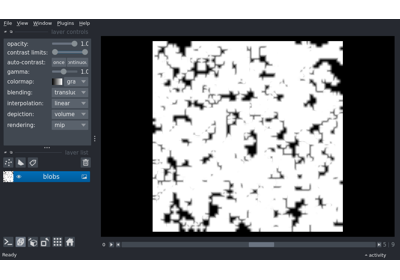 File View Window Plugins Help
layer controls
opacity: 1.0
contrast limits:
auto-contrast: once continuous
gamma: 1.0
colormap: gra
blending: translu
interpolation: linear
depiction: volume
rendering: mip
layer list
blobs
Ready
activity